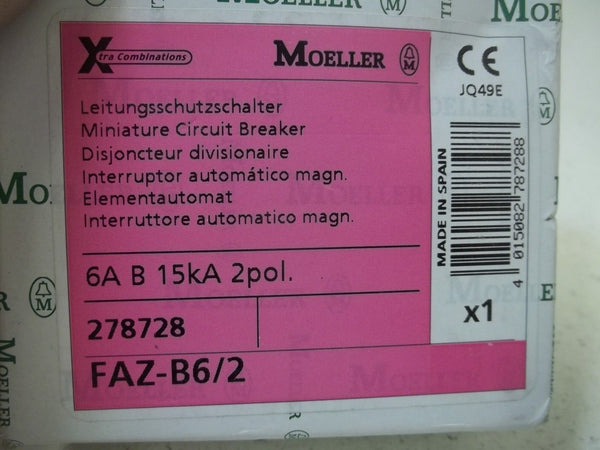 Xtra Combinations
MOELLER
CE
JQ49E
Leitungsschutzschalter
Miniature Circuit Breaker
Disjoncteur divisionaire
Interruptor automático magn.
Elementautomat
Interruttore automatico magn.
MADE IN SPAIN
4 015082 787288
6A B 15kA 2pol.
x1
278728
FAZ-B6/2
MOELLER